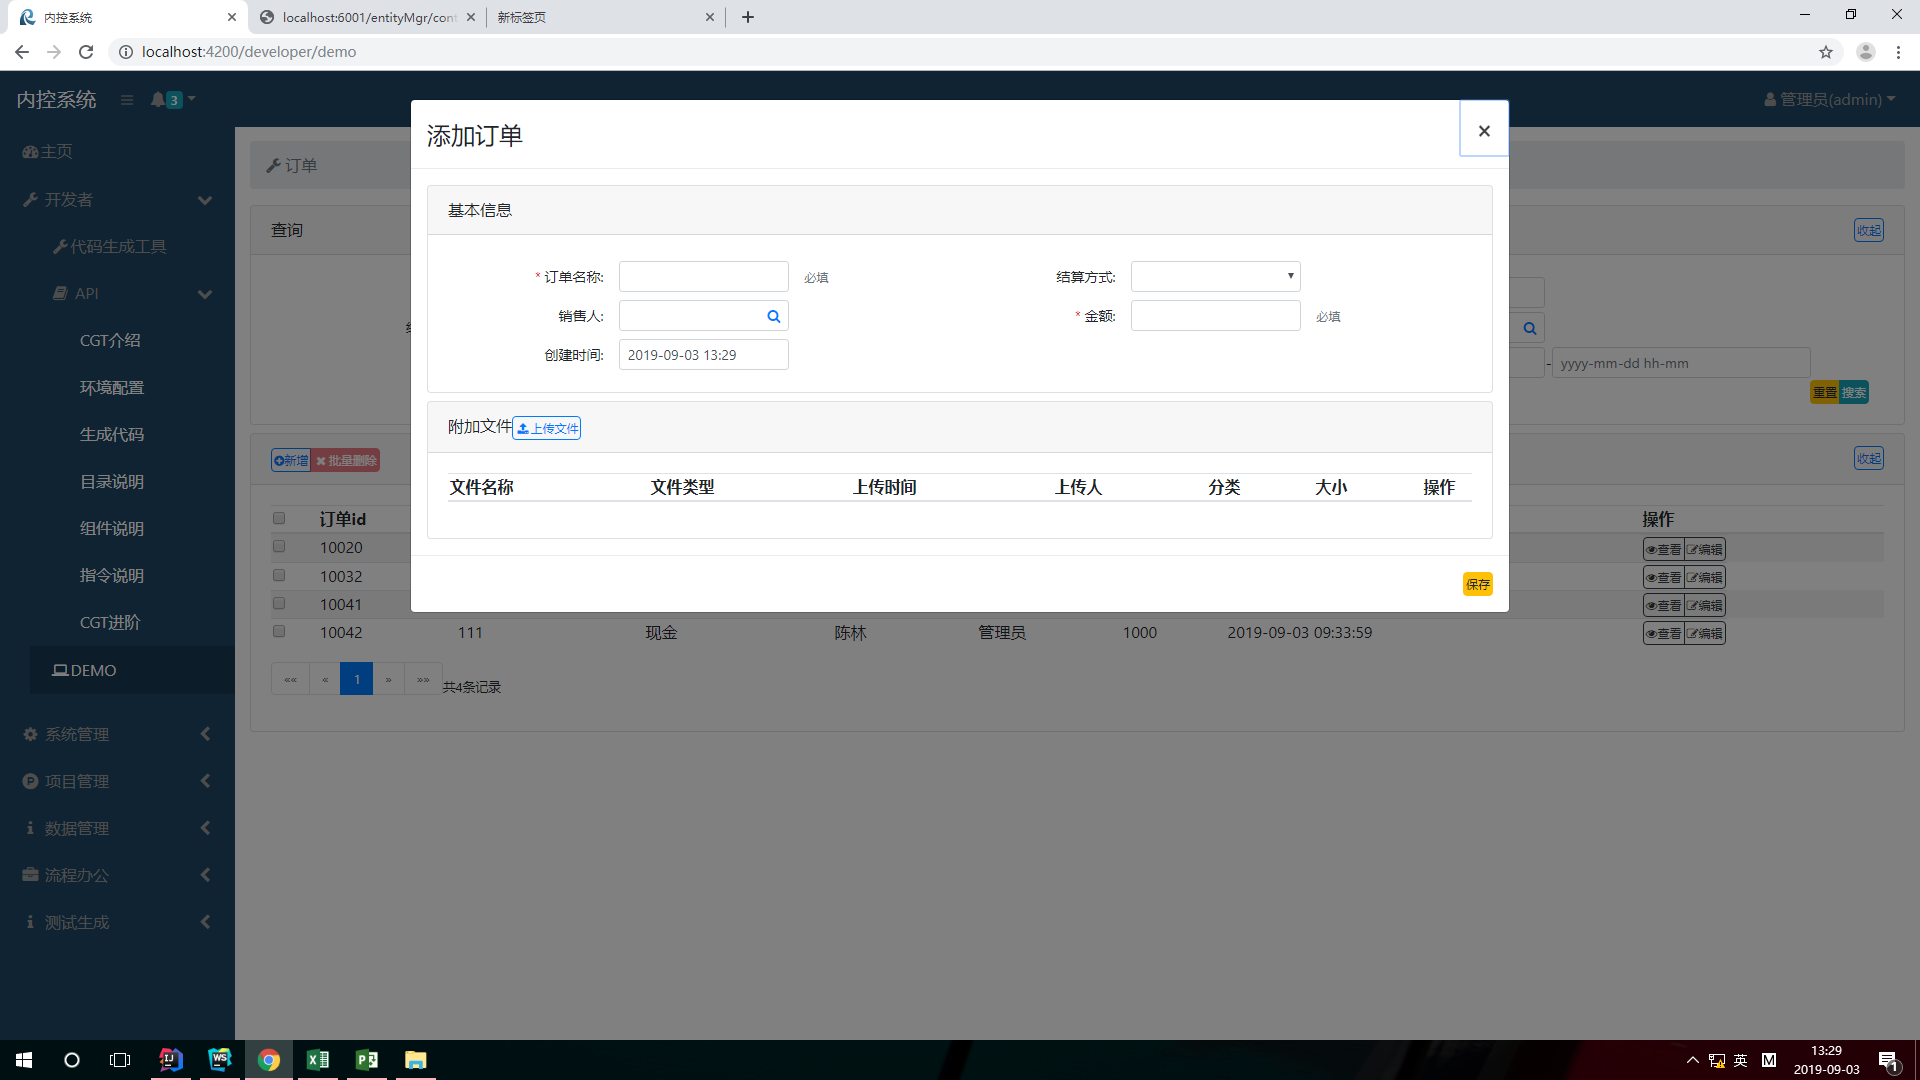 内控系统
localhost:6001/entityMgr/cont
新标签页
localhost:4200/developer/demo
内控系统
3
管理员(admin)
主页
开发者
代码生成工具
API
CGT介绍
环境配置
生成代码
目录说明
组件说明
指令说明
CGT进阶
DEMO
系统管理
项目管理
数据管理
流程办公
测试生成
订单
查询
收起
- yyyy-mm-dd hh-mm
重置 搜索
新增 批量删除
收起
订单id 操作
10020 查看 编辑
10032 查看 编辑
10041 查看 编辑
10042 111 现金 陈林 管理员 1000 2019-09-03 09:33:59 查看 编辑
«« « 1 » »» 共4条记录
添加订单
×
基本信息
* 订单名称: 必填 结算方式:
销售人: * 金额: 必填
创建时间: 2019-09-03 13:29
附加文件 上传文件
文件名称 文件类型 上传时间 上传人 分类 大小 操作
保存
英 M
13:29
2019-09-03
1